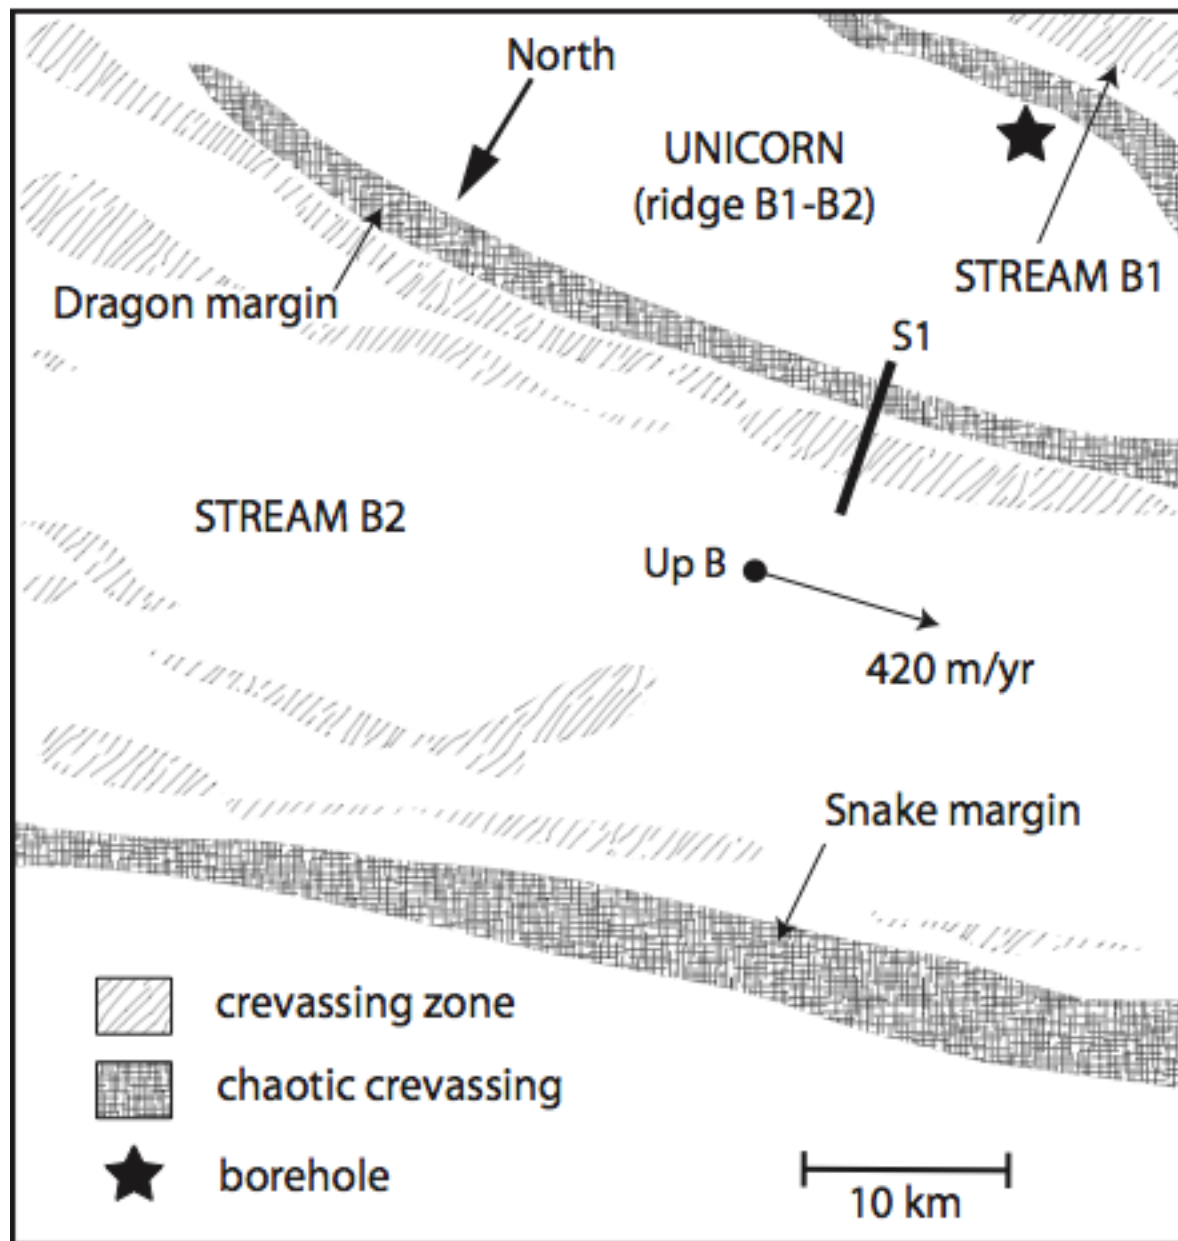 North
UNICORN
(ridge B1-B2)
STREAM B1
Dragon margin
S1
STREAM B2
Up B
420 m/yr
Snake margin
crevassing zone
chaotic crevassing
borehole
10 km